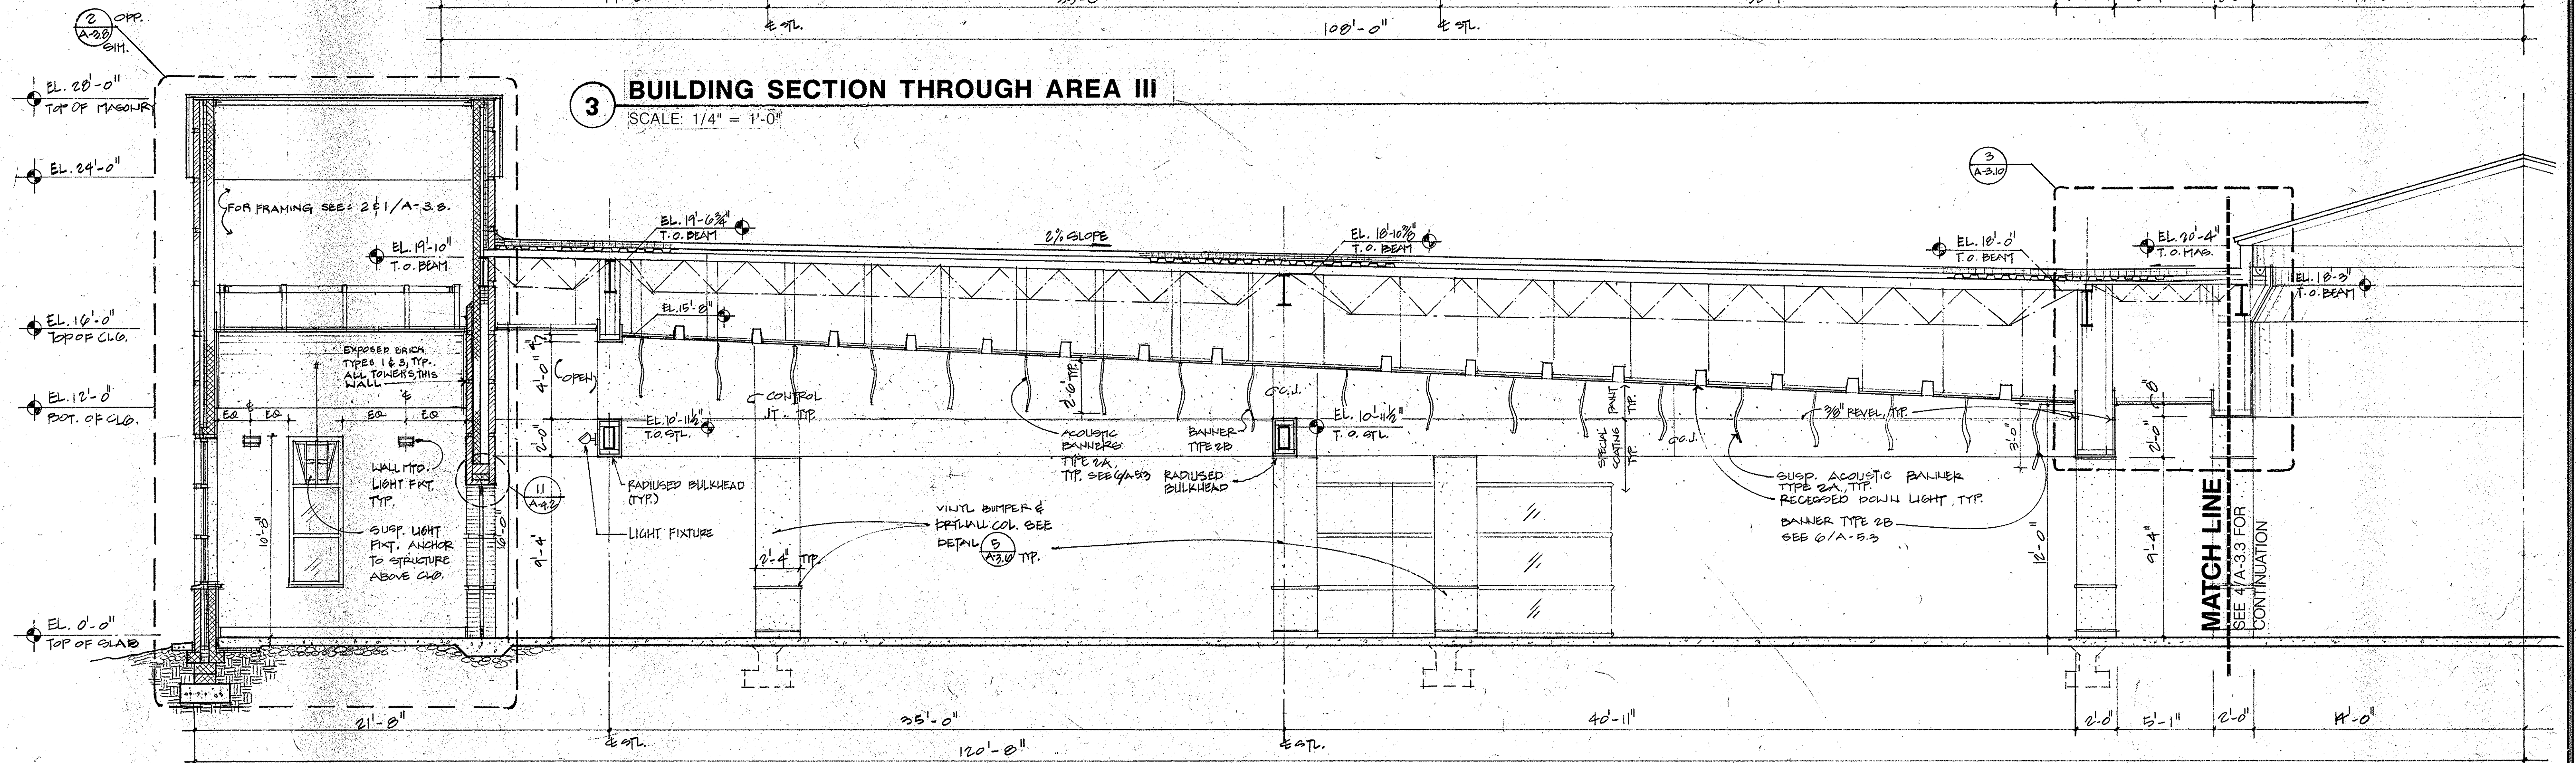 2 OPP.
A-3.8 SIM.
₵ STL.
108'-0"
₵ STL.
3 BUILDING SECTION THROUGH AREA III
SCALE: 1/4" = 1'-0"
EL. 28'-0"
TOP OF MASONRY
EL. 24'-0"
FOR FRAMING SEE: 2 & 1/A-3.8.
EL. 19'-10"
T.O. BEAM
EL. 19'-6 3/4"
T.O. BEAM
2% SLOPE
EL. 18'-10 7/8"
T.O. BEAM
3
A-3.10
EL. 18'-0"
T.O. BEAM
EL. 20'-4"
T.O. MAS.
EL. 18'-3"
T.O. BEAM
EL. 16'-0"
TOP OF CLG.
EL. 15'-8"
EXPOSED BRICK
TYPES 1 & 3, TYP.
ALL TOWERS, THIS
WALL
4'-0"
(OPEN)
EL. 12'-0"
BOT. OF CLG.
EQ EQ
₵
EQ EQ
₵
CONTROL
JT. TYP.
2'-6" TYP.
C.J.
EL. 10'-11 1/2"
T.O. STL.
2'-0"
ACOUSTIC
BANNERS
TYPE 2A,
TYP. SEE 6/A-5.3
BANNER
TYPE 2B
RADIUSED
BULKHEAD
EL. 10'-11 1/2"
T.O. STL.
SPECIAL COATING TYP.
PAINT TYP.
C.J.
3/8" REVEL, TYP.
3'-0"
8"
2'-0"
WALL MTD.
LIGHT FIXT.
TYP.
10'-8"
SUSP. LIGHT
FIXT. ANCHOR
TO STRUCTURE
ABOVE CLG.
11
A-4.2
RADIUSED BULKHEAD
(TYP.)
LIGHT FIXTURE
9'-4"
2'-4" TYP.
VINYL BUMPER &
DRYWALL COL. SEE
DETAIL 5
A-3.6 TYP.
SUSP. ACOUSTIC BANNER
TYPE 2A, TYP.
RECESSED DOWN LIGHT, TYP.
BANNER TYPE 2B
SEE 6/A-5.3
12'-0"
9'-4"
MATCH LINE
SEE 4/A-3.3 FOR
CONTINUATION
EL. 0'-0"
TOP OF SLAB
21'-8"
35'-0"
40'-11"
2'-0"
5'-1"
2'-0"
14'-0"
₵ STL.
120'-8"
₵ STL.